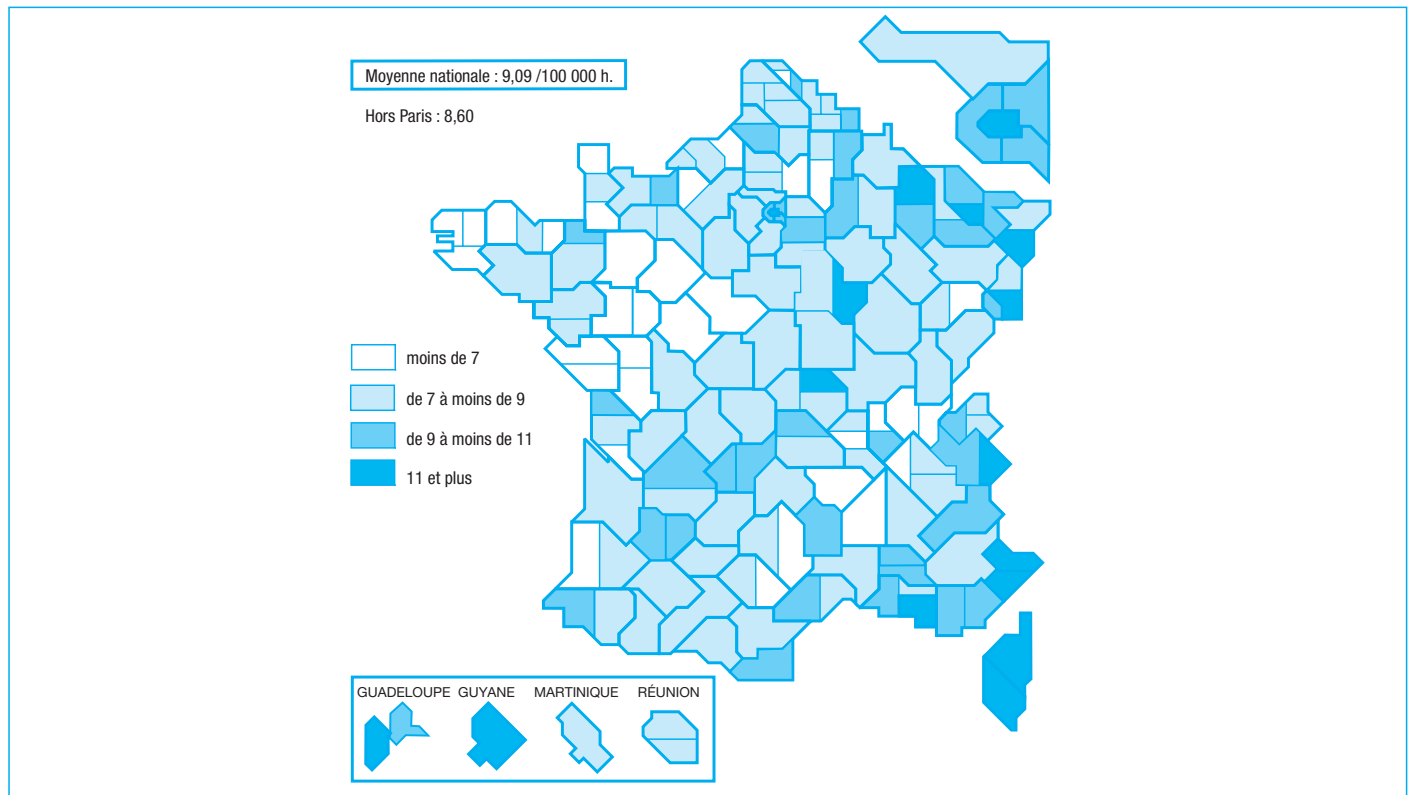 Moyenne nationale : 9,09 /100 000 h.
Hors Paris : 8,60
moins de 7
de 7 à moins de 9
de 9 à moins de 11
11 et plus
GUADELOUPE GUYANE MARTINIQUE RÉUNION